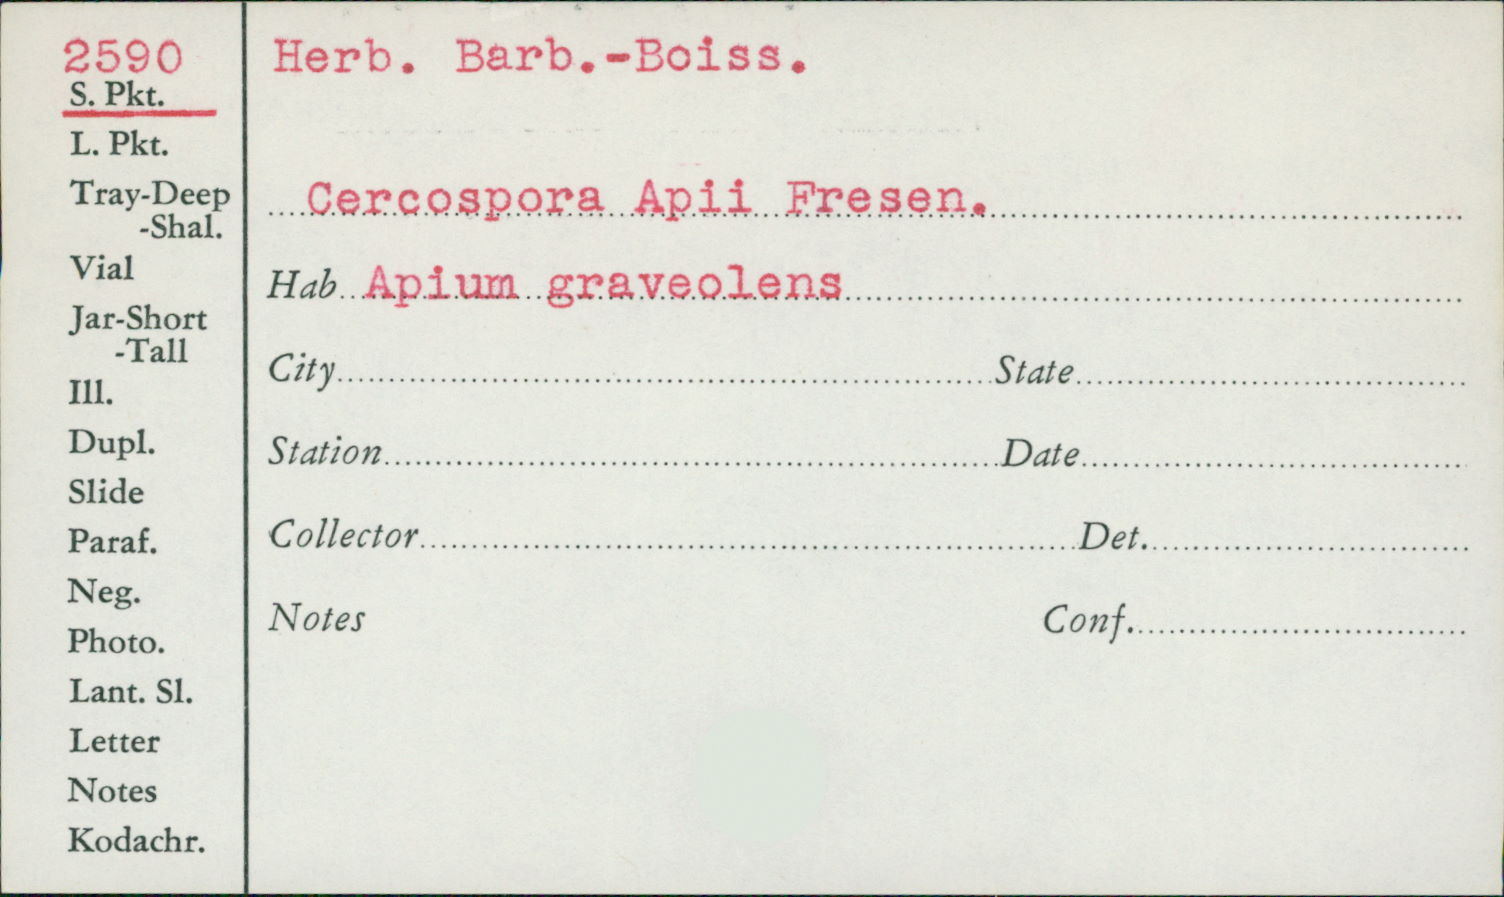 2590
S. Pkt.
L. Pkt.
Tray-Deep
-Shal.
Vial
Jar-Short
-Tall
Ill.
Dupl.
Slide
Paraf.
Neg.
Photo.
Lant. Sl.
Letter
Notes
Kodachr.
Herb. Barb.-Boiss.
Cercospora Apii Fresen.
Hab Apium graveolens
City State
Station Date
Collector Det.
Notes Conf.